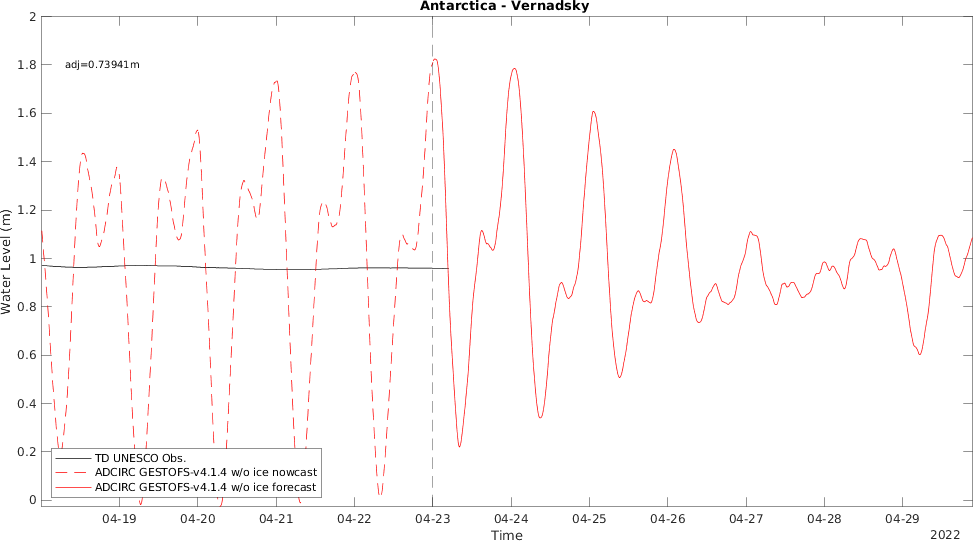 Antarctica - Vernadsky
adj=0.73941m
Water Level (m)
2
1.8
1.6
1.4
1.2
1
0.8
0.6
0.4
0.2
0
TD UNESCO Obs.
ADCIRC GESTOFS-v4.1.4 w/o ice nowcast
ADCIRC GESTOFS-v4.1.4 w/o ice forecast
04-19 04-20 04-21 04-22 04-23 04-24 04-25 04-26 04-27 04-28 04-29
Time
2022